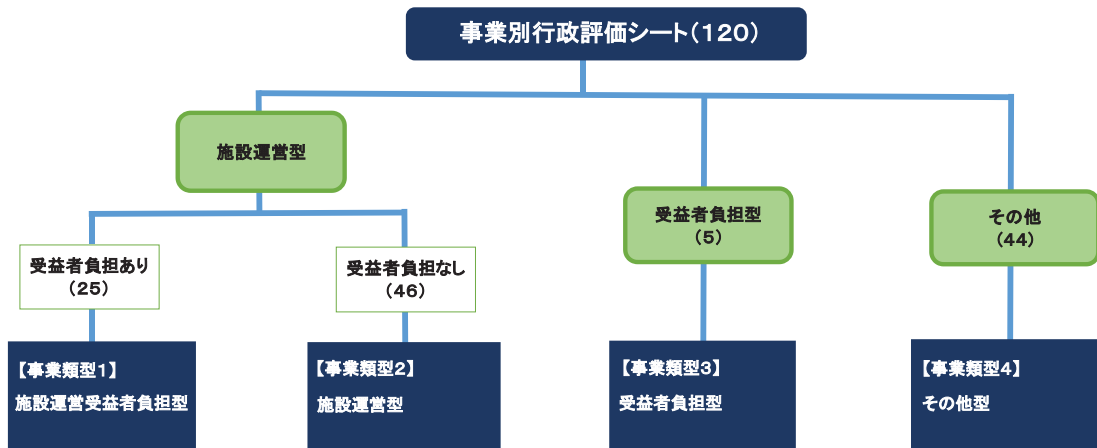 事業別行政評価シート(120)
施設運営型
受益者負担型
(5)
その他
(44)
受益者負担あり
(25)
受益者負担なし
(46)
【事業類型1】
施設運営受益者負担型
【事業類型2】
施設運営型
【事業類型3】
受益者負担型
【事業類型4】
その他型